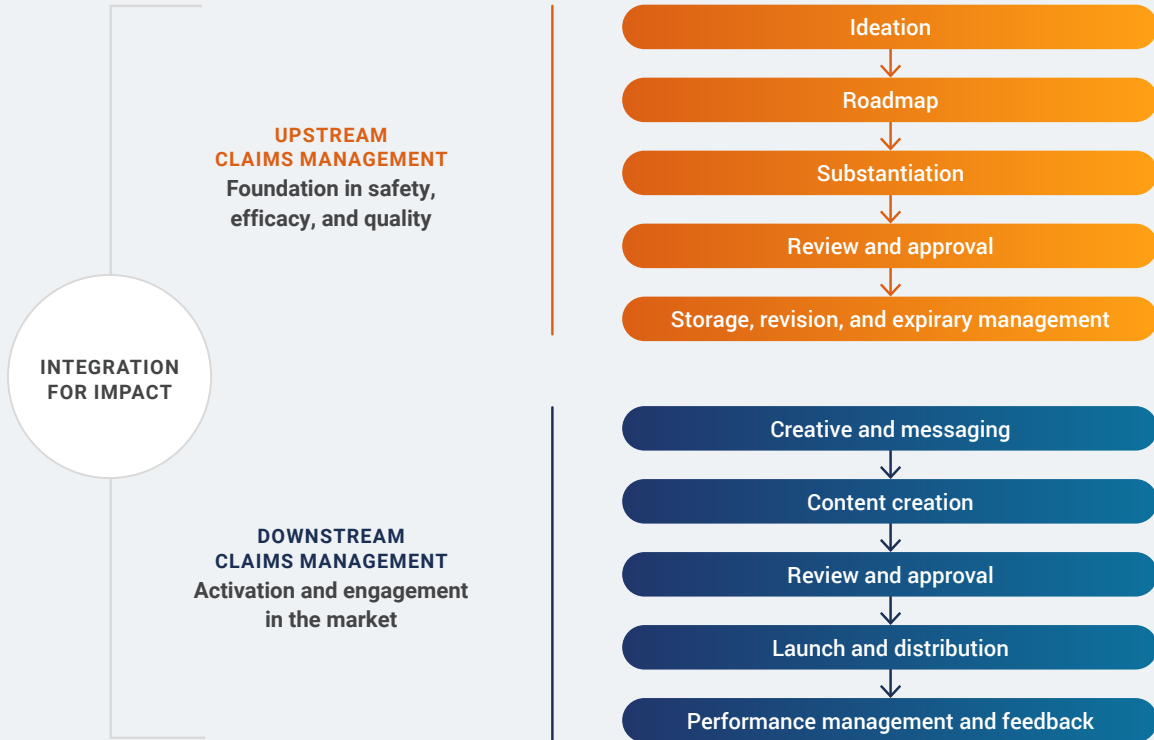 INTEGRATION
FOR IMPACT
UPSTREAM
CLAIMS MANAGEMENT
Foundation in safety,
efficacy, and quality
Ideation
Roadmap
Substantiation
Review and approval
Storage, revision, and expirary management
DOWNSTREAM
CLAIMS MANAGEMENT
Activation and engagement
in the market
Creative and messaging
Content creation
Review and approval
Launch and distribution
Performance management and feedback